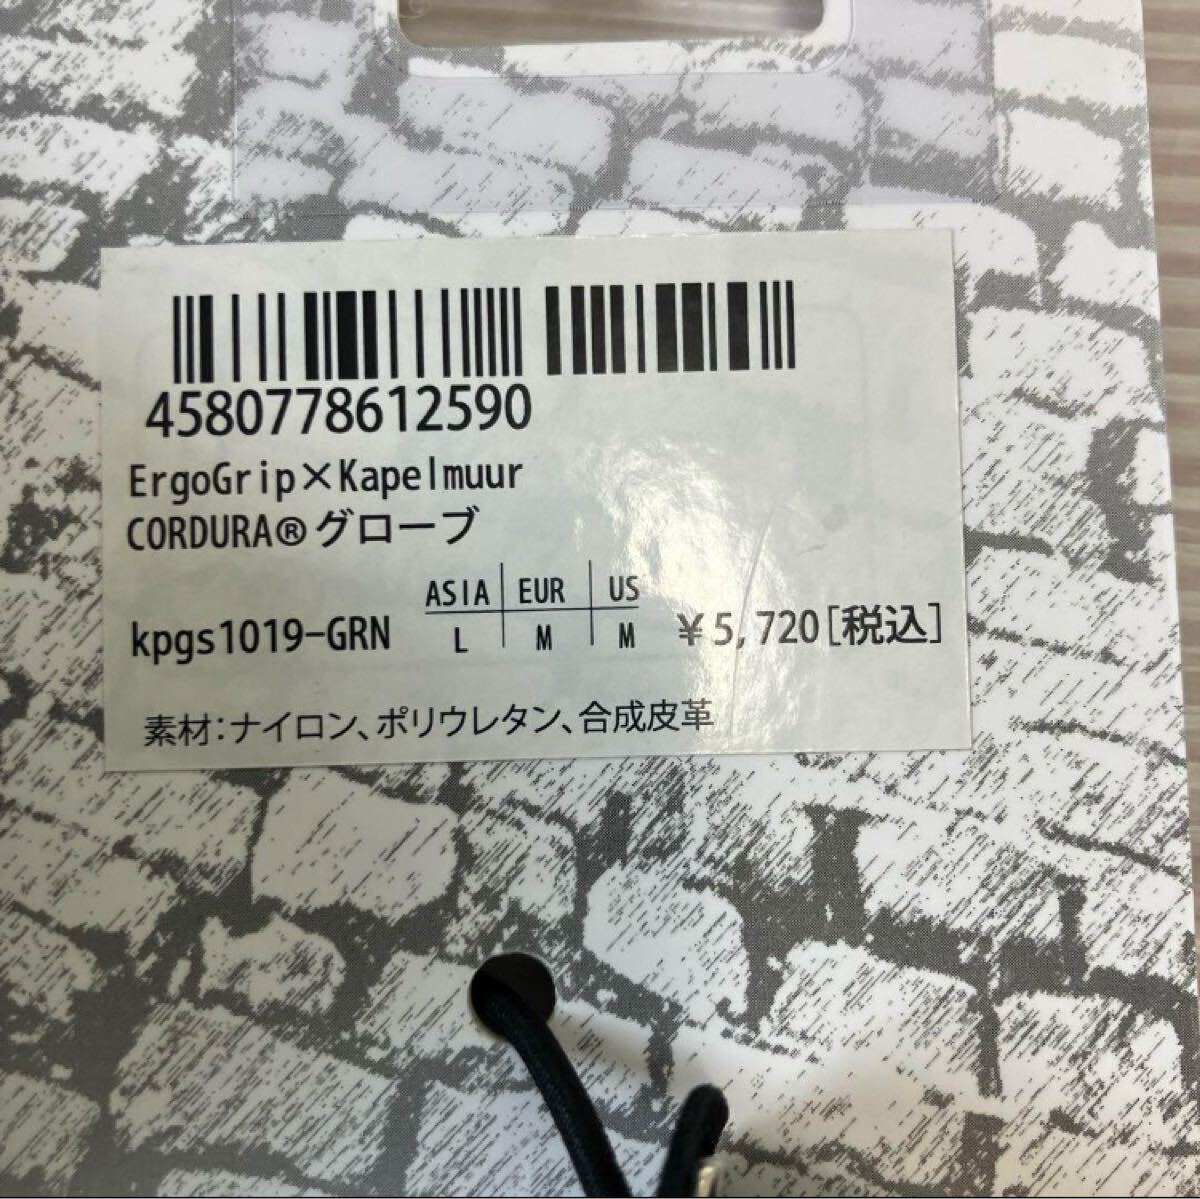 4580778612590
ErgoGrip×Kapelmuur
CORDURA®グローブ
ASIA EUR US
kpgs1019-GRN L M M ¥5,720[税込]
素材：ナイロン、ポリウレタン、合成皮革